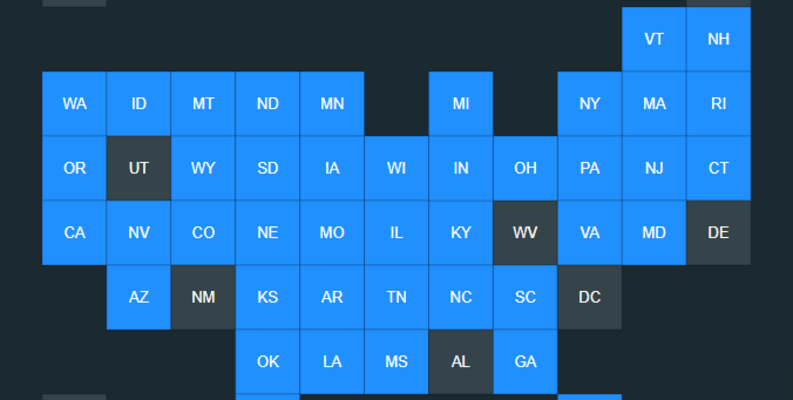 VT NH
WA ID MT ND MN MI NY MA RI
OR UT WY SD IA WI IN OH PA NJ CT
CA NV CO NE MO IL KY WV VA MD DE
AZ NM KS AR TN NC SC DC
OK LA MS AL GA